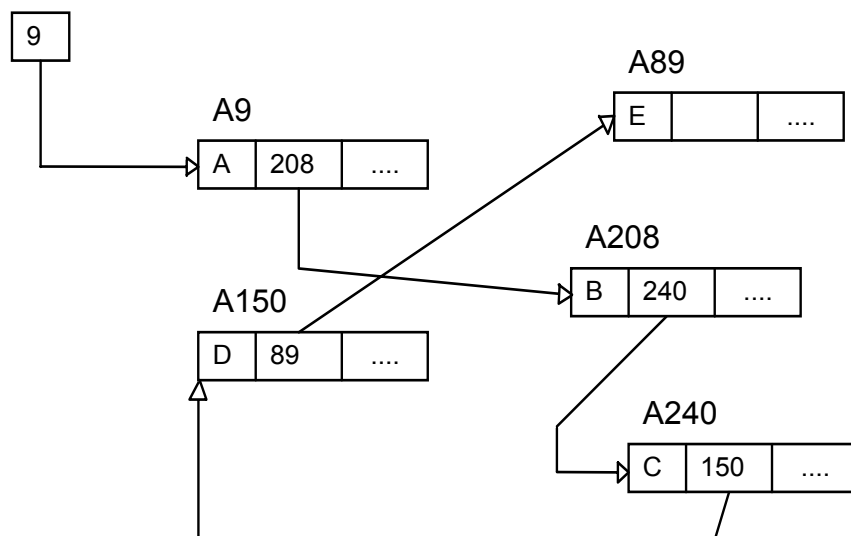 9
A89
E ....
A9
A 208 ....
A208
B 240 ....
A150
D 89 ....
A240
C 150 ....